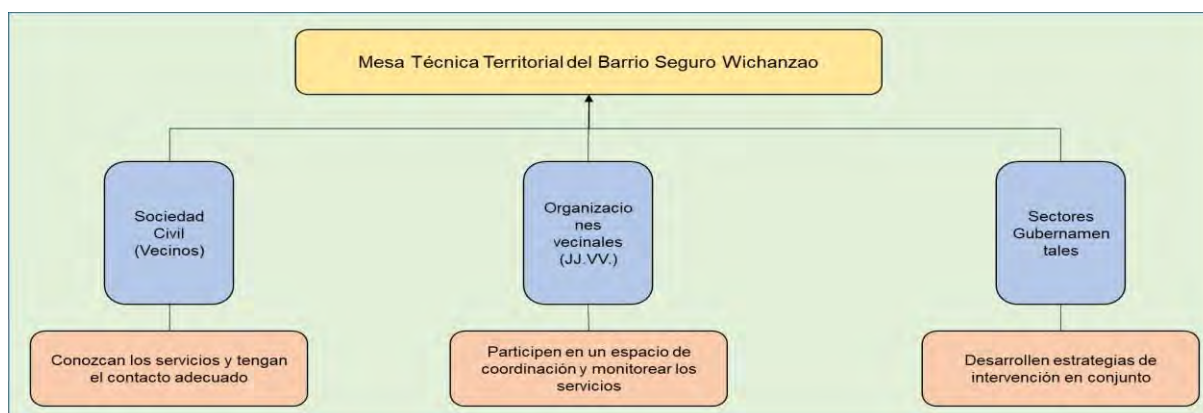 Mesa Técnica Territorial del Barrio Seguro Wichanzao
Sociedad
Civil
(Vecinos)
Organizacio
nes
vecinales
(JJ.VV.)
Sectores
Gubernamen
tales
Conozcan los servicios y tengan
el contacto adecuado
Participen en un espacio de
coordinación y monitorear los
servicios
Desarrollen estrategias de
intervención en conjunto